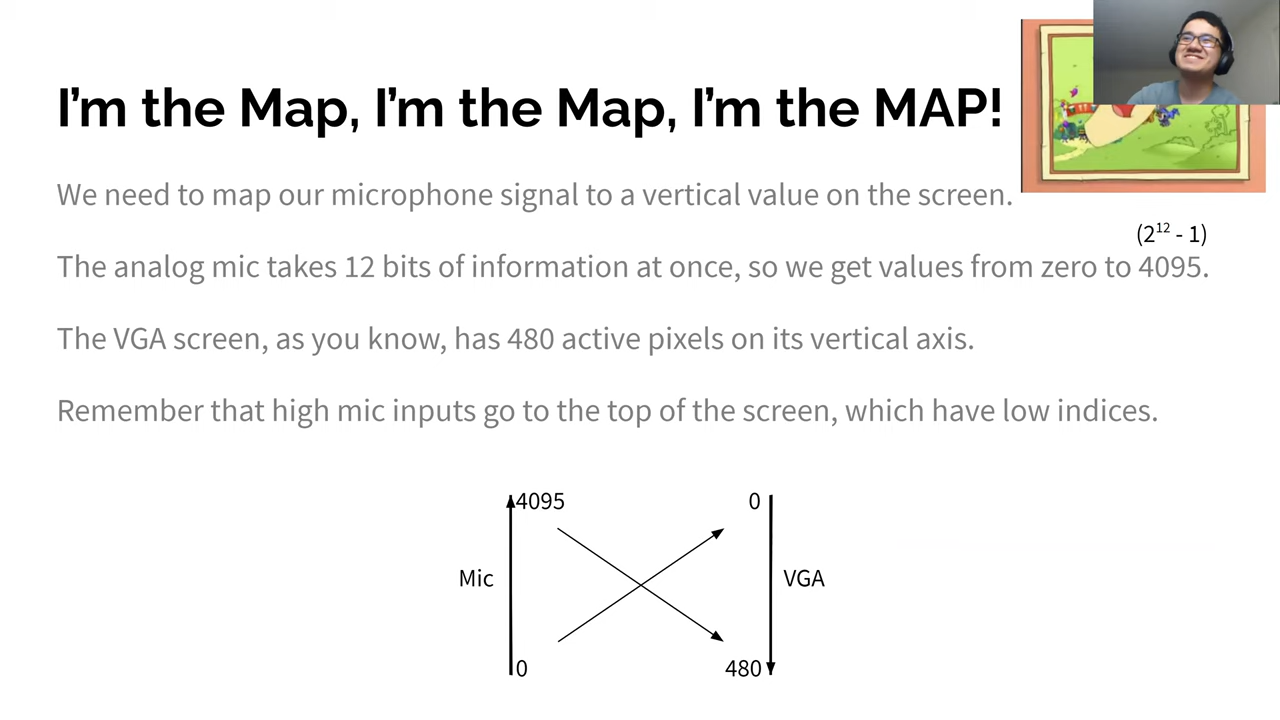 I'm the Map, I'm the Map, I'm the MAP!
We need to map our microphone signal to a vertical value on the screen.
(2¹² - 1)
The analog mic takes 12 bits of information at once, so we get values from zero to 4095.
The VGA screen, as you know, has 480 active pixels on its vertical axis.
Remember that high mic inputs go to the top of the screen, which have low indices.
4095 0
Mic VGA
0 480